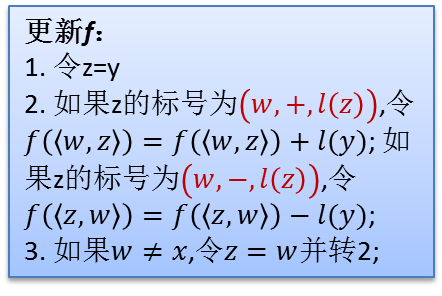 更新f：
1. 令z=y
2. 如果z的标号为(w,+,l(z)),令
f(⟨w,z⟩) = f(⟨w,z⟩) + l(y); 如
果z的标号为(w,−,l(z)),令
f(⟨z,w⟩) = f(⟨z,w⟩) − l(y);
3. 如果w ≠ x,令z = w并转2;